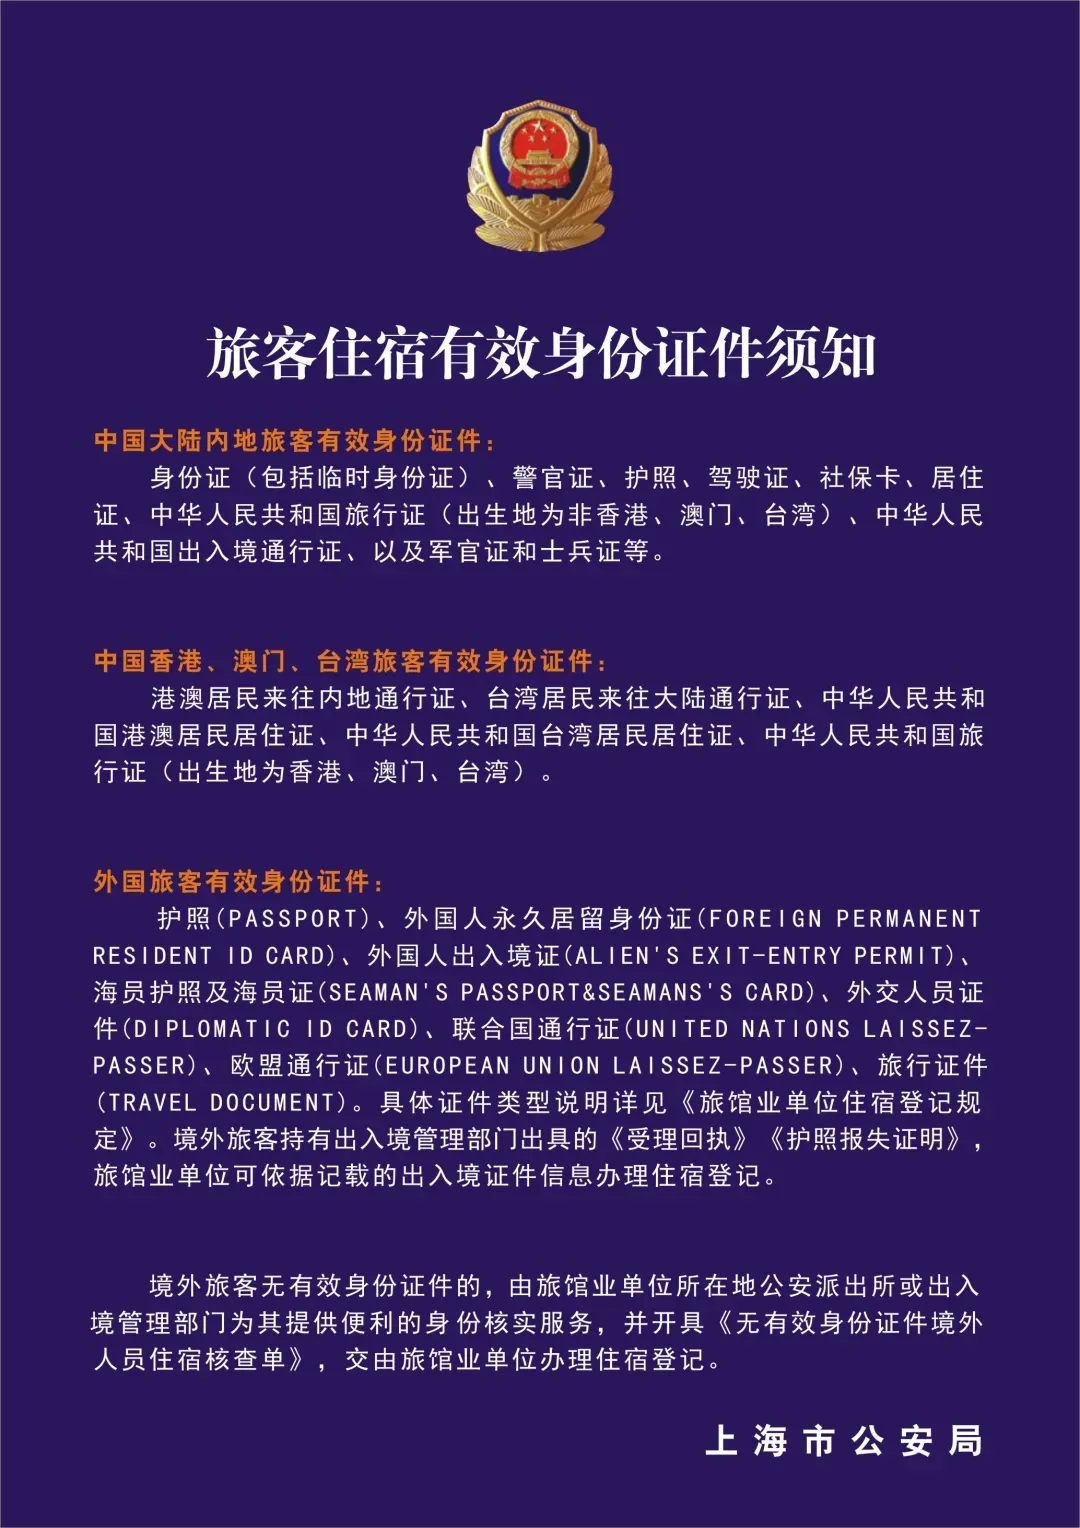 旅客住宿有效身份证件须知
中国大陆内地旅客有效身份证件：
身份证（包括临时身份证）、警官证、护照、驾驶证、社保卡、居住
证、中华人民共和国旅行证（出生地为非香港、澳门、台湾）、中华人民
共和国出入境通行证、以及军官证和士兵证等。
中国香港、澳门、台湾旅客有效身份证件：
港澳居民来往内地通行证、台湾居民来往大陆通行证、中华人民共和
国港澳居民居住证、中华人民共和国台湾居民居住证、中华人民共和国旅
行证（出生地为香港、澳门、台湾）。
外国旅客有效身份证件：
护照(PASSPORT)、外国人永久居留身份证(FOREIGN PERMANENT
RESIDENT ID CARD)、外国人出入境证(ALIEN'S EXIT-ENTRY PERMIT)、
海员护照及海员证(SEAMAN'S PASSPORT&SEAMANS'S CARD)、外交人员证
件(DIPLOMATIC ID CARD)、联合国通行证(UNITED NATIONS LAISSEZ-
PASSER)、欧盟通行证(EUROPEAN UNION LAISSEZ-PASSER)、旅行证件
(TRAVEL DOCUMENT)。具体证件类型说明详见《旅馆业单位住宿登记规
定》。境外旅客持有出入境管理部门出具的《受理回执》《护照报失证明》，
旅馆业单位可依据记载的出入境证件信息办理住宿登记。
境外旅客无有效身份证件的，由旅馆业单位所在地公安派出所或出入
境管理部门为其提供便利的身份核实服务，并开具《无有效身份证件境外
人员住宿核查单》，交由旅馆业单位办理住宿登记。
上海市公安局